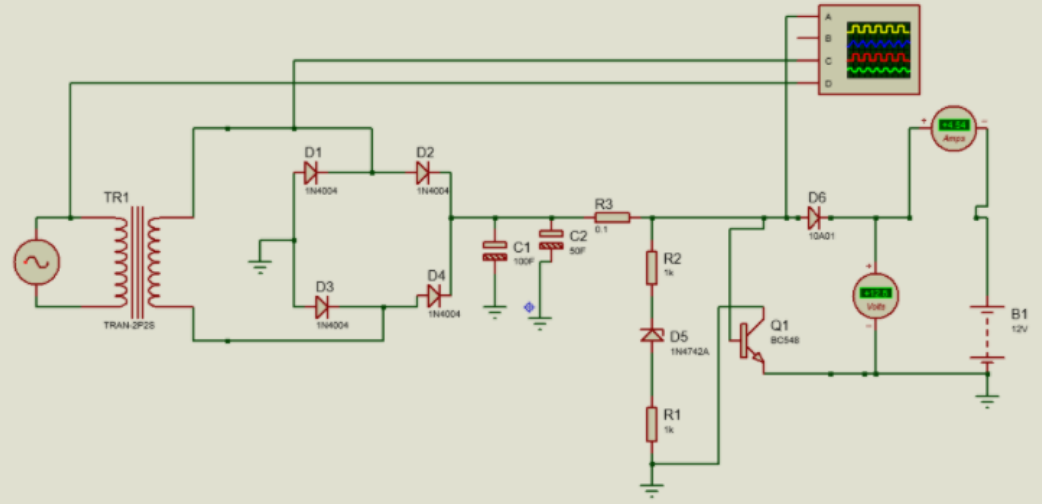 A
B
C
D
+4.54
Amps
+
-
D1
1N4004
D2
1N4004
TR1
TRAN-2P2S
D3
1N4004
D4
1N4004
C1
100F
C2
50F
R3
0.1
R2
1k
D5
1N4742A
R1
1k
Q1
BC548
D6
10A01
+
+12.6
Volts
-
B1
12V